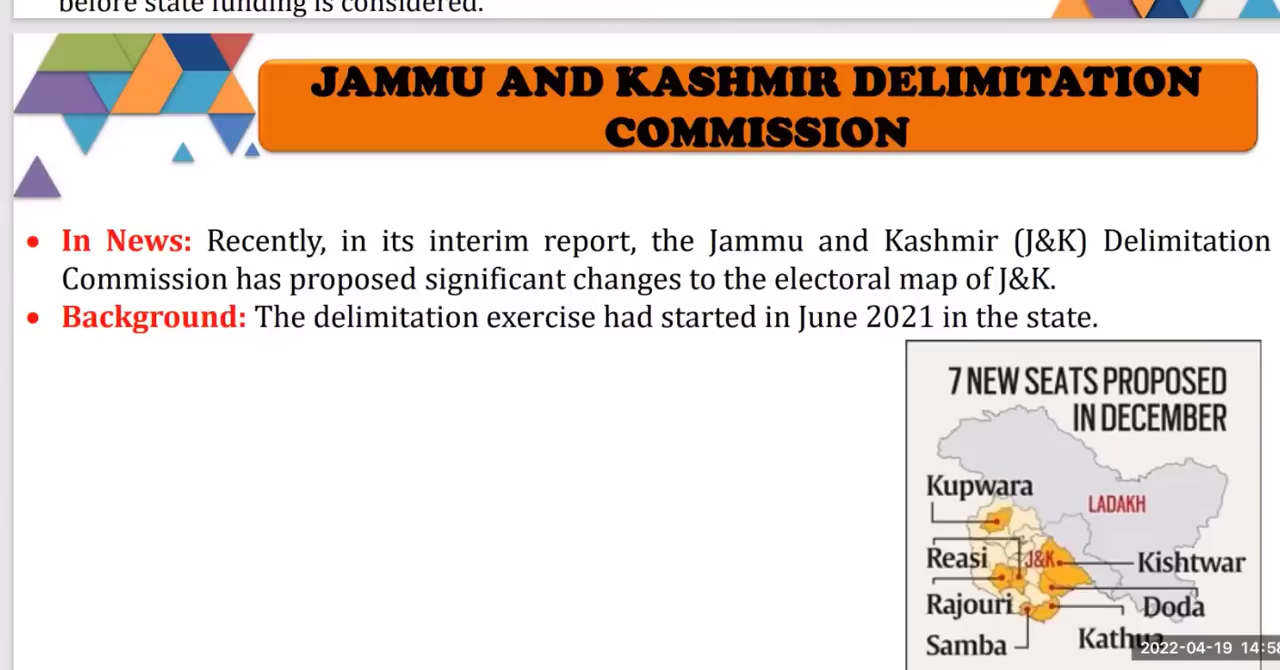 before state funding is considered.
JAMMU AND KASHMIR DELIMITATION
COMMISSION
• In News: Recently, in its interim report, the Jammu and Kashmir (J&K) Delimitation
Commission has proposed significant changes to the electoral map of J&K.
• Background: The delimitation exercise had started in June 2021 in the state.
7 NEW SEATS PROPOSED
IN DECEMBER
Kupwara
LADAKH
Reasi
J&K
Kishtwar
Rajouri
Doda
Samba
Kathua
2022-04-19 14:58